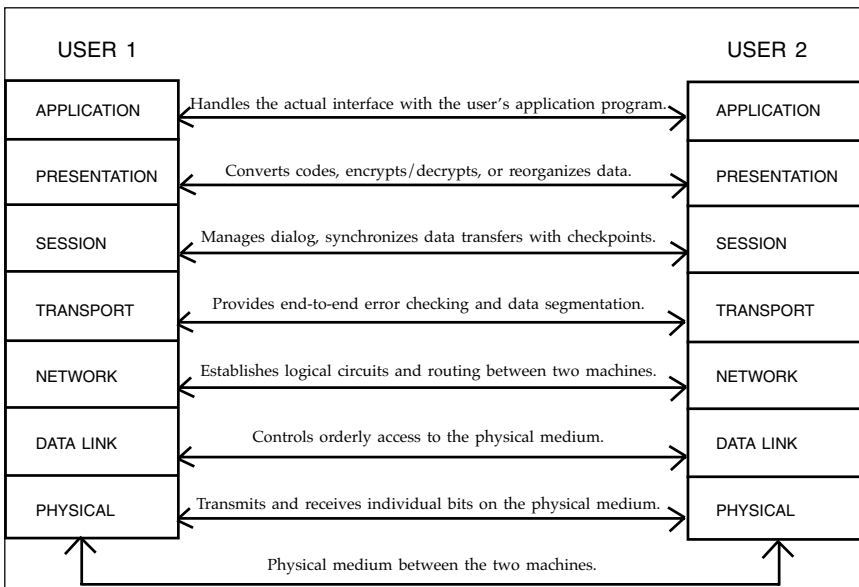 USER 1 USER 2
APPLICATION Handles the actual interface with the user's application program. APPLICATION
PRESENTATION Converts codes, encrypts/decrypts, or reorganizes data. PRESENTATION
SESSION Manages dialog, synchronizes data transfers with checkpoints. SESSION
TRANSPORT Provides end-to-end error checking and data segmentation. TRANSPORT
NETWORK Establishes logical circuits and routing between two machines. NETWORK
DATA LINK Controls orderly access to the physical medium. DATA LINK
PHYSICAL Transmits and receives individual bits on the physical medium. PHYSICAL
Physical medium between the two machines.